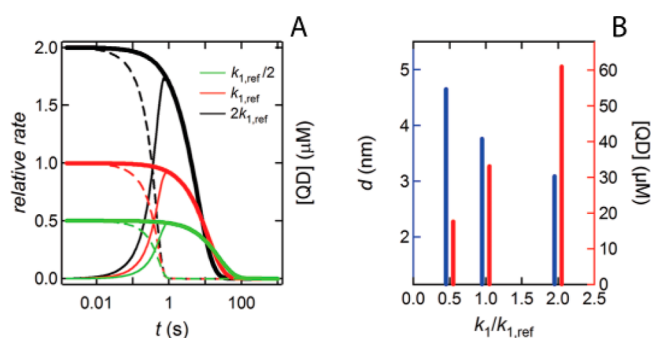 A
2.0
1.5
1.0
0.5
0.0
relative rate
k1,ref /2
k1,ref
2k1,ref
0.01
1
100
t (s)
[QD] (µM)
B
5
4
3
2
d (nm)
60
50
40
30
20
10
0
[QD] (µM)
0.0
0.5
1.0
1.5
2.0
2.5
k1/k1,ref